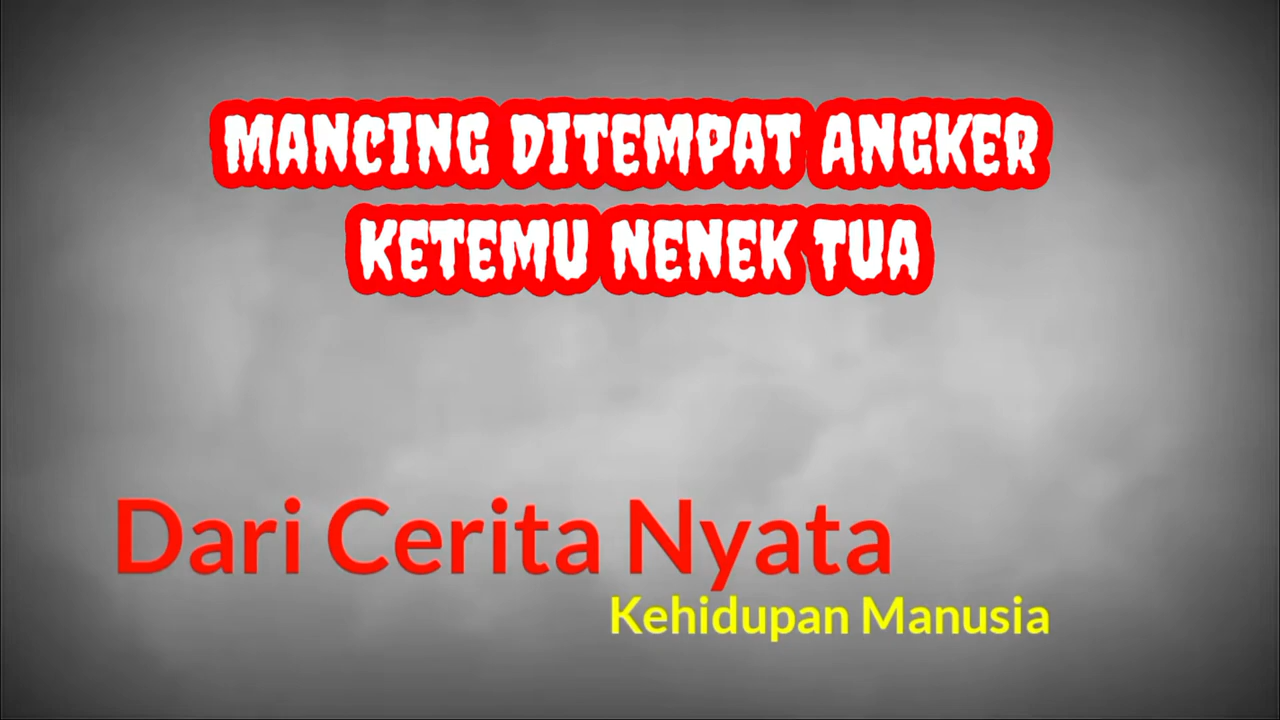 MANCING DITEMPAT ANGKER
KETEMU NENEK TUA
Dari Cerita Nyata
Kehidupan Manusia